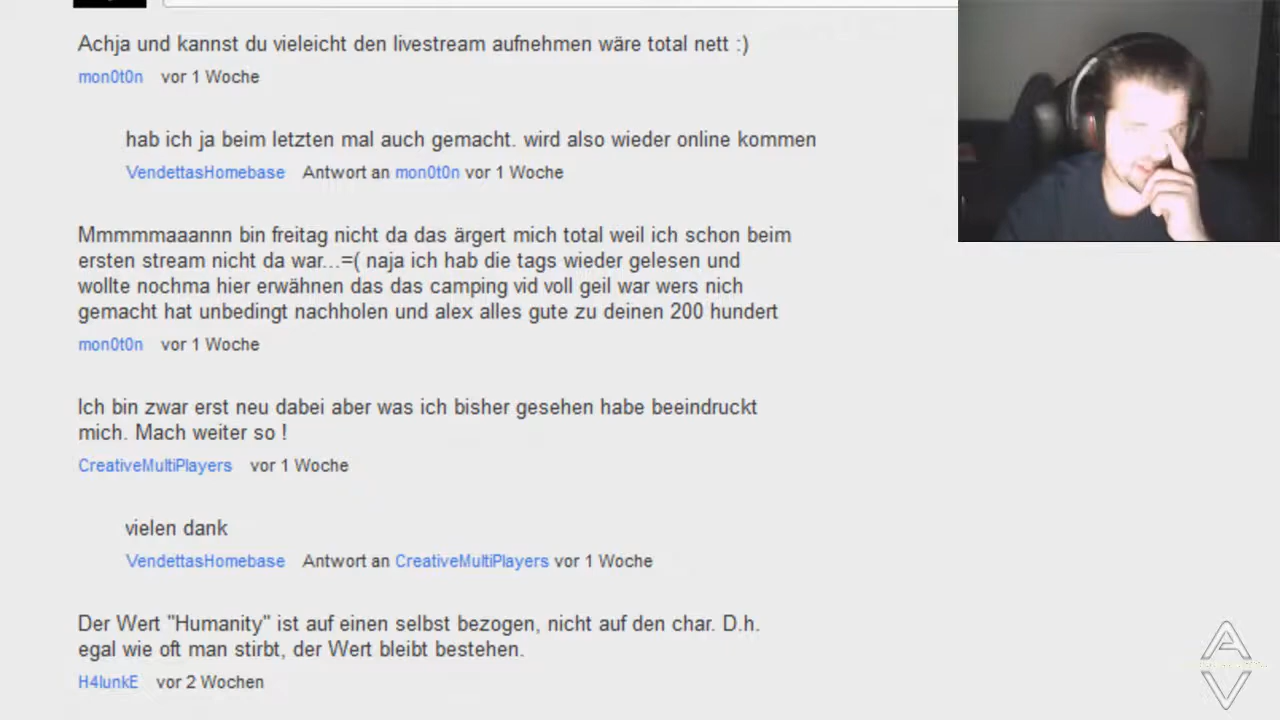 Achja und kannst du vieleicht den livestream aufnehmen wäre total nett :)
mon0t0n vor 1 Woche
hab ich ja beim letzten mal auch gemacht. wird also wieder online kommen
VendettasHomebase Antwort an mon0t0n vor 1 Woche
Mmmmmaaannn bin freitag nicht da das ärgert mich total weil ich schon beim
ersten stream nicht da war...=( naja ich hab die tags wieder gelesen und
wollte nochma hier erwähnen das das camping vid voll geil war wers nich
gemacht hat unbedingt nachholen und alex alles gute zu deinen 200 hundert
mon0t0n vor 1 Woche
Ich bin zwar erst neu dabei aber was ich bisher gesehen habe beeindruckt
mich. Mach weiter so !
CreativeMultiPlayers vor 1 Woche
vielen dank
VendettasHomebase Antwort an CreativeMultiPlayers vor 1 Woche
Der Wert "Humanity" ist auf einen selbst bezogen, nicht auf den char. D.h.
egal wie oft man stirbt, der Wert bleibt bestehen.
H4lunkE vor 2 Wochen